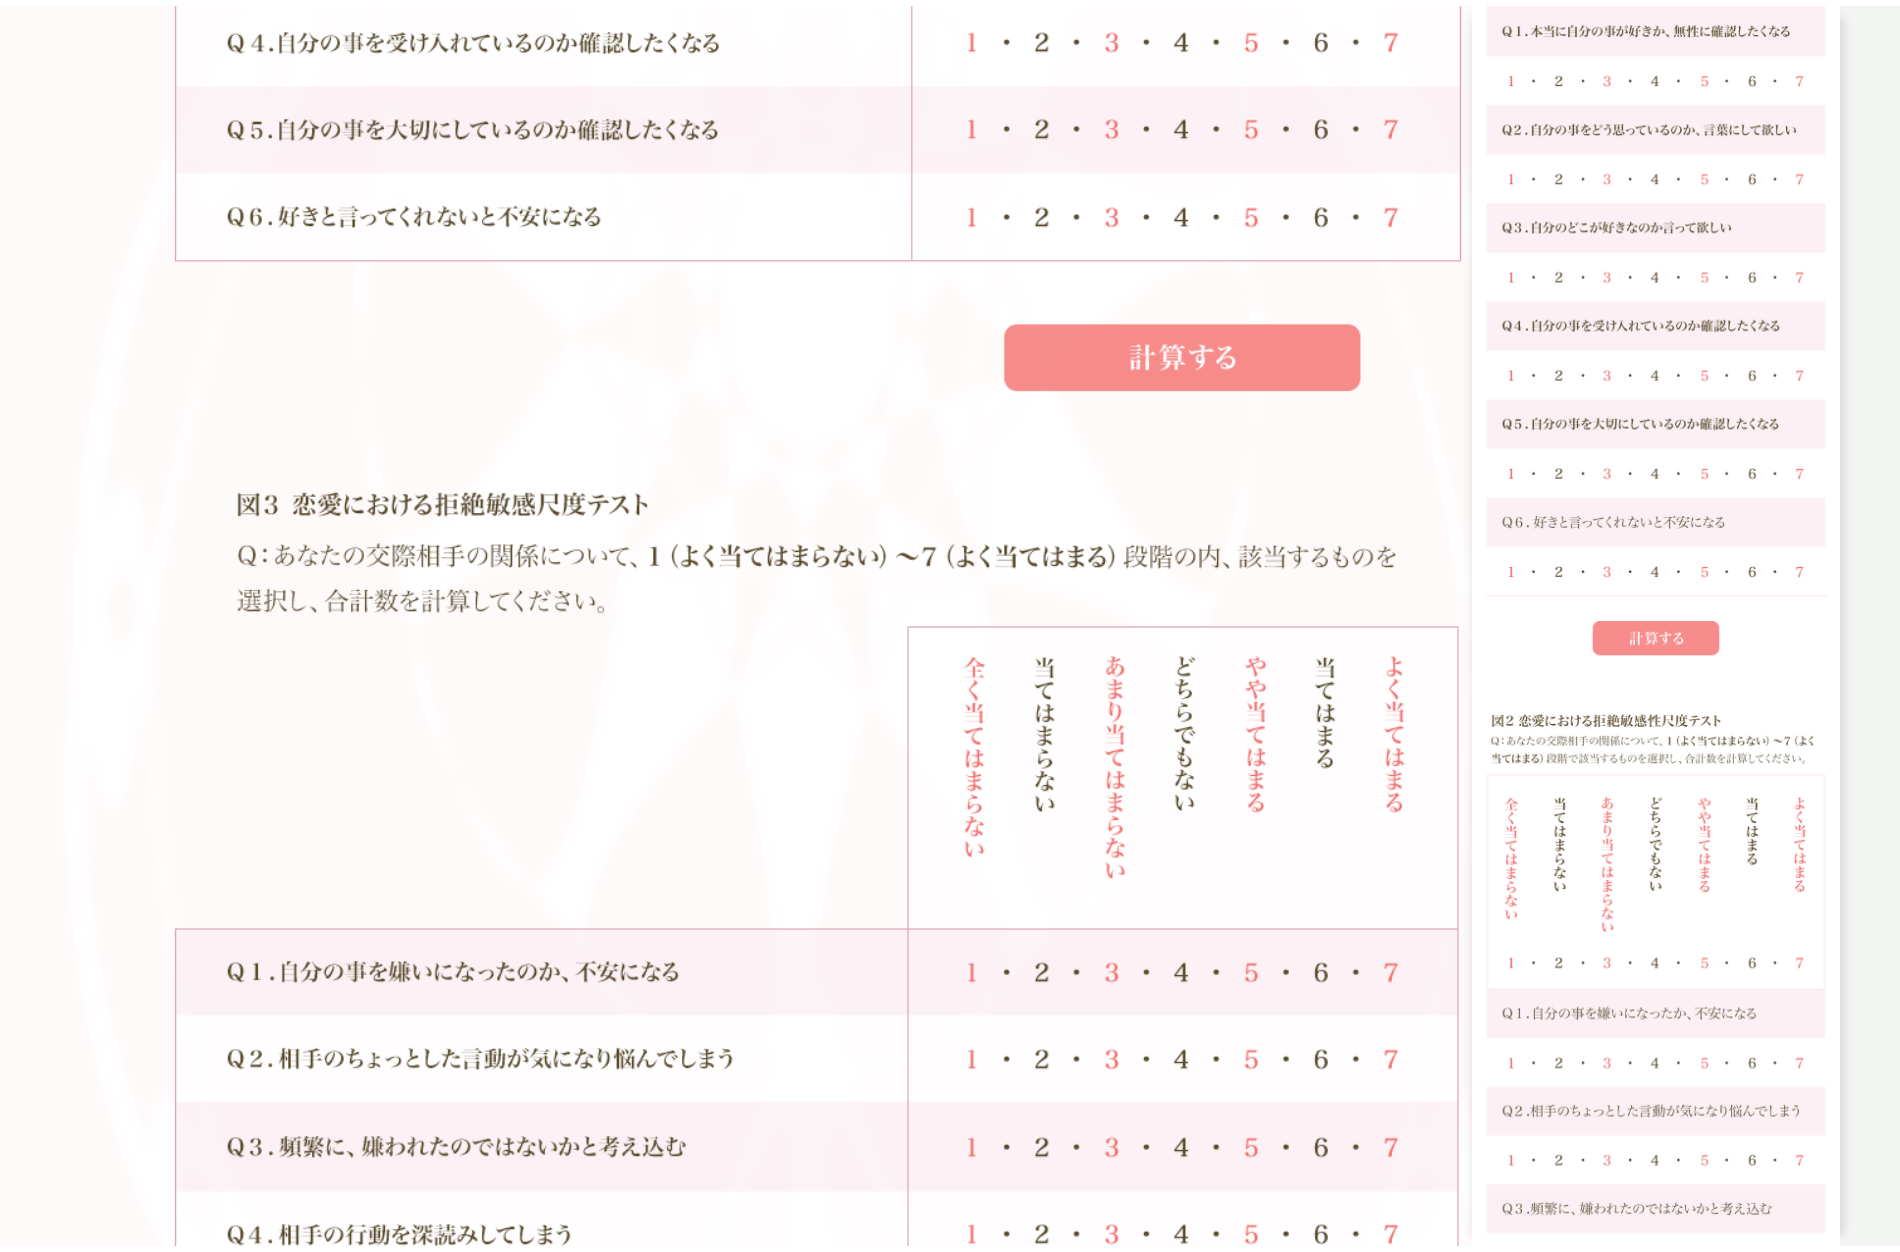 Q4.自分の事を受け入れているのか確認したくなる 1・2・3・4・5・6・7
Q5.自分の事を大切にしているのか確認したくなる 1・2・3・4・5・6・7
Q6.好きと言ってくれないと不安になる 1・2・3・4・5・6・7
計算する
図3 恋愛における拒絶敏感尺度テスト
Q:あなたの交際相手の関係について、1(よく当てはまらない)〜7(よく当てはまる)段階の内、該当するものを
選択し、合計数を計算してください。
全く当てはまらない
当てはまらない
あまり当てはまらない
どちらでもない
やや当てはまる
当てはまる
よく当てはまる
Q1.自分の事を嫌いになったのか、不安になる 1・2・3・4・5・6・7
Q2.相手のちょっとした言動が気になり悩んでしまう 1・2・3・4・5・6・7
Q3.頻繁に、嫌われたのではないかと考え込む 1・2・3・4・5・6・7
Q4.相手の行動を深読みしてしまう 1・2・3・4・5・6・7
Q1.本当に自分の事が好きか、無性に確認したくなる
1・2・3・4・5・6・7
Q2.自分の事をどう思っているのか、言葉にして欲しい
1・2・3・4・5・6・7
Q3.自分のどこが好きなのか言って欲しい
1・2・3・4・5・6・7
Q4.自分の事を受け入れているのか確認したくなる
1・2・3・4・5・6・7
Q5.自分の事を大切にしているのか確認したくなる
1・2・3・4・5・6・7
Q6.好きと言ってくれないと不安になる
1・2・3・4・5・6・7
計算する
図2 恋愛における拒絶敏感性尺度テスト
Q:あなたの交際相手の関係について、1(よく当てはまらない)〜7(よく
当てはまる)段階で該当するものを選択し、合計数を計算してください。
全く当てはまらない
当てはまらない
あまり当てはまらない
どちらでもない
やや当てはまる
当てはまる
よく当てはまる
1・2・3・4・5・6・7
Q1.自分の事を嫌いになったか、不安になる
1・2・3・4・5・6・7
Q2.相手のちょっとした言動が気になり悩んでしまう
1・2・3・4・5・6・7
Q3.頻繁に、嫌われたのではないかと考え込む